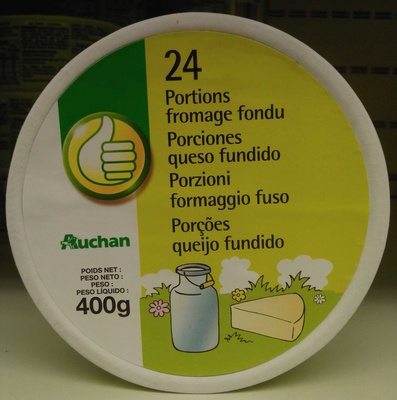 24
Portions
fromage fondu
Porciones
queso fundido
Porzioni
formaggio fuso
Porções
queijo fundido
Auchan
POIDS NET :
PESO NETO :
PESO :
PESO LÍQUIDO :
400g